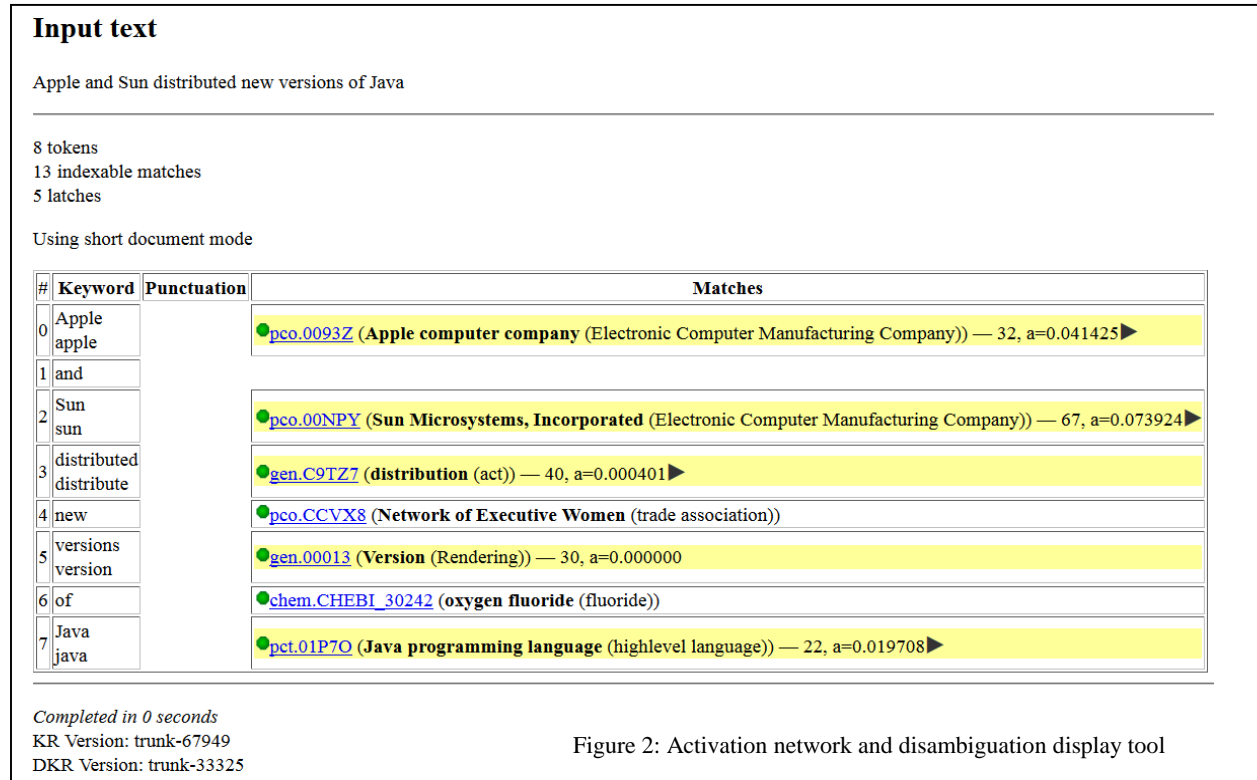 Input text
Apple and Sun distributed new versions of Java
8 tokens
13 indexable matches
5 latches
Using short document mode
# Keyword Punctuation Matches
0 Apple apple pco.0093Z (Apple computer company (Electronic Computer Manufacturing Company)) — 32, a=0.041425
1 and
2 Sun sun pco.00NPY (Sun Microsystems, Incorporated (Electronic Computer Manufacturing Company)) — 67, a=0.073924
3 distributed distribute gen.C9TZ7 (distribution (act)) — 40, a=0.000401
4 new pco.CCVX8 (Network of Executive Women (trade association))
5 versions version gen.00013 (Version (Rendering)) — 30, a=0.000000
6 of chem.CHEBI_30242 (oxygen fluoride (fluoride))
7 Java java pct.01P7O (Java programming language (highlevel language)) — 22, a=0.019708
Completed in 0 seconds
KR Version: trunk-67949
DKR Version: trunk-33325
Figure 2: Activation network and disambiguation display tool